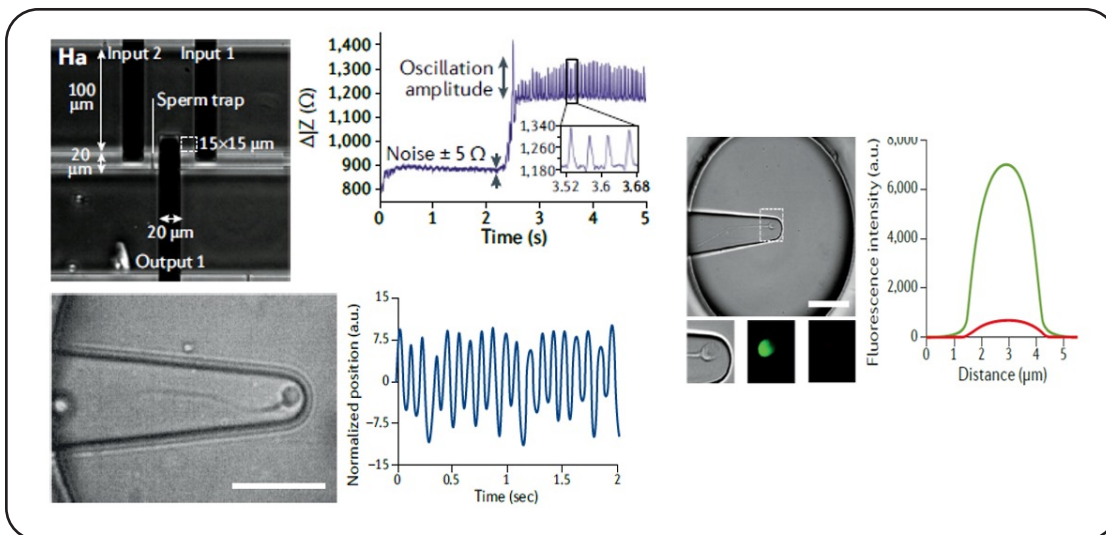 Ha
Input 2
Input 1
100
µm
Sperm trap
15×15 µm
20
µm
20 µm
Output 1
Δ|Z (Ω)
1,400
1,300
1,200
1,100
1,000
900
800
Oscillation
amplitude
Noise ± 5 Ω
1,340
1,260
1,180
3.52 3.6 3.68
0 1 2 3 4 5
Time (s)
Normalized position (a.u.)
15
7.5
0
−7.5
−15
0 0.5 1 1.5 2
Time (sec)
Fluorescence intensity (a.u.)
6,000
4,000
2,000
0
0 1 2 3 4 5
Distance (µm)